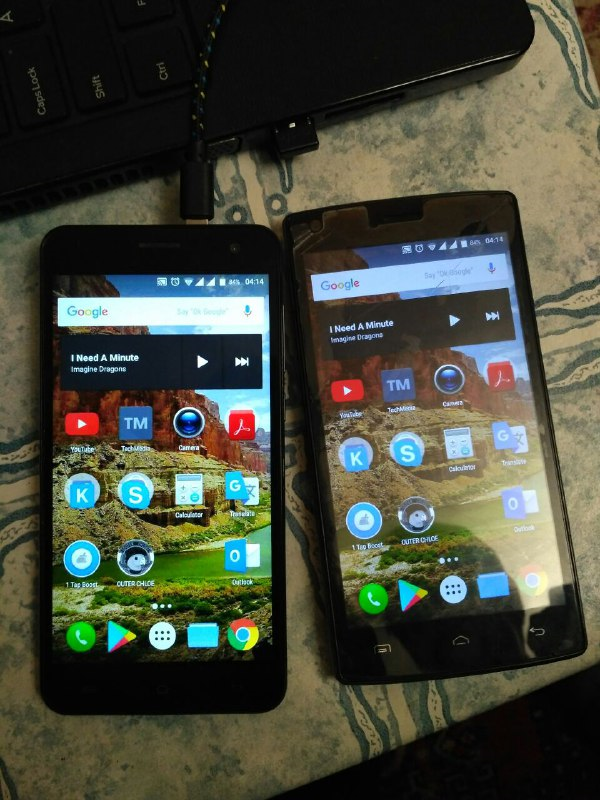 A
Caps Lock
Shift
Ctrl
84% 04:14
Google
Say "Ok Google"
I Need A Minute
Imagine Dragons
YouTube
TM
TechMedia
Camera
K
S
Calculator
G
Translate
1 Tap Boost
OUTER CHLOE
O
Outlook
84% 04:14
Google
Say "Ok Google"
I Need A Minute
Imagine Dragons
YouTube
TM
TechMedia
Camera
K
S
Calculator
G
Translate
1 Tap Boost
OUTER CHLOE
O
Outlook